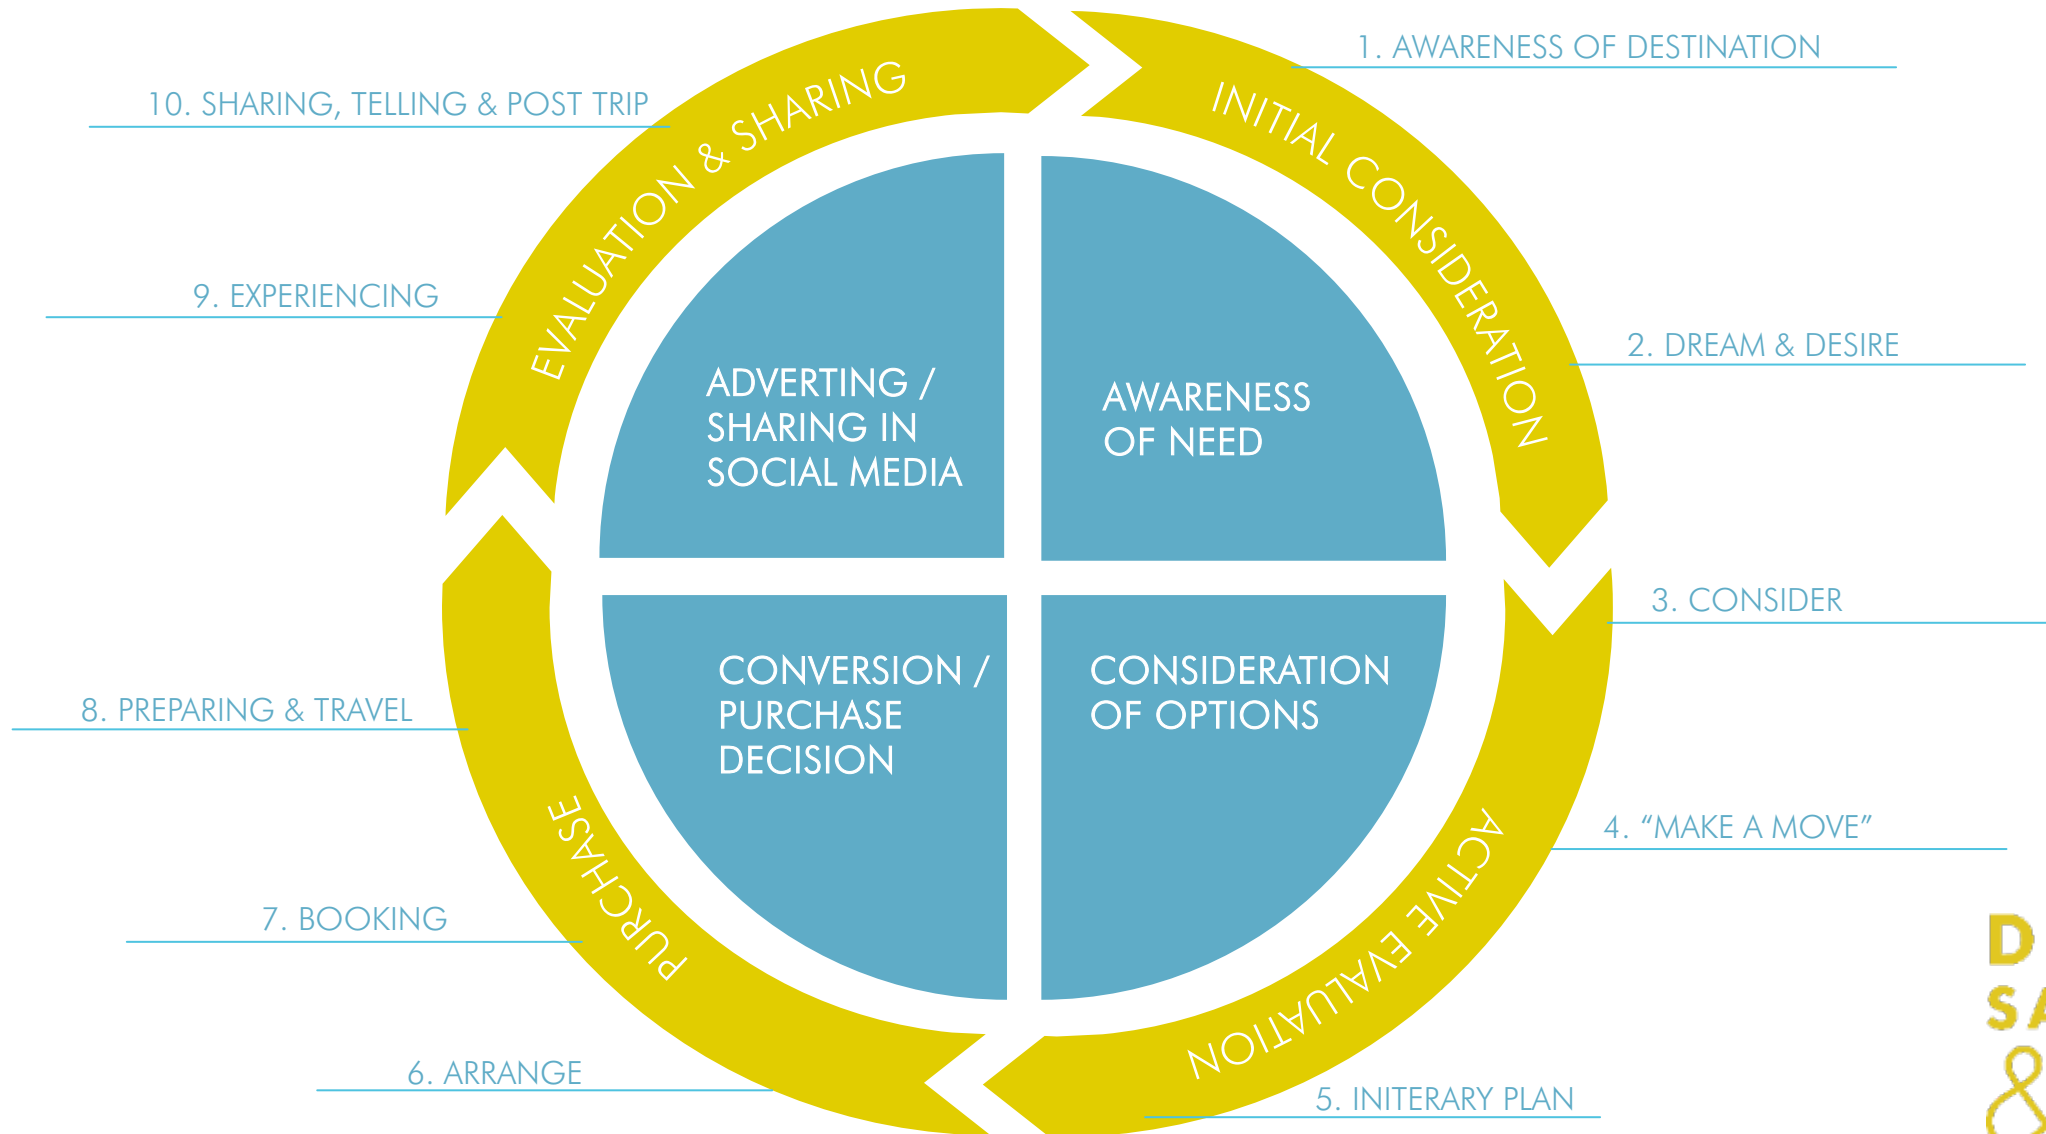 1. AWARENESS OF DESTINATION
10. SHARING, TELLING & POST TRIP
EVALUATION & SHARING
INITIAL CONSIDERATION
9. EXPERIENCING
2. DREAM & DESIRE
ADVERTING /
SHARING IN
SOCIAL MEDIA
AWARENESS
OF NEED
3. CONSIDER
CONVERSION /
PURCHASE
DECISION
CONSIDERATION
OF OPTIONS
8. PREPARING & TRAVEL
PURCHASE
ACTIVE EVALUATION
4. “MAKE A MOVE”
7. BOOKING
6. ARRANGE
5. INITERARY PLAN
D
SA
&